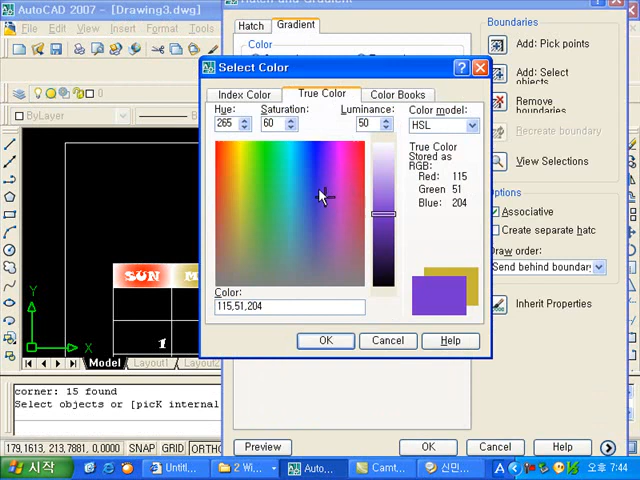 AutoCAD 2007 - [Drawing3.dwg]
File Edit View Insert
0
ByLayer
SUN
M
1
Y
X
Model Layout1 Layout2
corner: 15 found
Select objects or [picK internal
179.1613, 213.7881, 0.0000 SNAP GRID ORTHO
Hatch and Gradient
Hatch Gradient
Color
Boundaries
Add: Pick points
Add: Select
objects
Remove
boundaries
Recreate boundary
View Selections
Options
Associative
Create separate hatc
Draw order:
Send behind boundary
Inherit Properties
Preview OK Cancel Help
Select Color
Index Color True Color Color Books
Hue: Saturation: Luminance: Color model:
265 60 50 HSL
True Color
Stored as
RGB:
Red: 115
Green 51
Blue: 204
Color:
115,51,204
OK Cancel Help
시작 Untitl... 2 Wi... Auto... Camt... 신민... A 오후 7:44